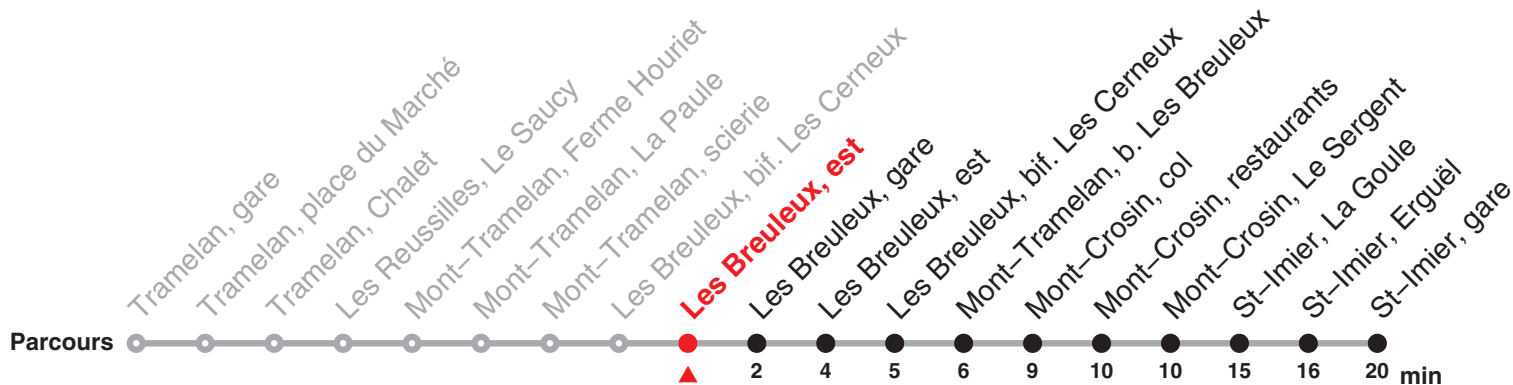 Tramelan, gare
Tramelan, place du Marché
Tramelan, Chalet
Les Reussilles, Le Saucy
Mont–Tramelan, Ferme Houriet
Mont–Tramelan, La Paule
Mont–Tramelan, scierie
Les Breuleux, bif. Les Cerneux
Les Breuleux, est
Les Breuleux, gare
Les Breuleux, est
Les Breuleux, bif. Les Cerneux
Mont–Tramelan, b. Les Breuleux
Mont–Crosin, col
Mont–Crosin, restaurants
Mont–Crosin, Le Sergent
St–Imier, La Goule
St–Imier, Erguël
St–Imier, gare
Parcours
2 4 5 6 9 10 10 15 16 20 min